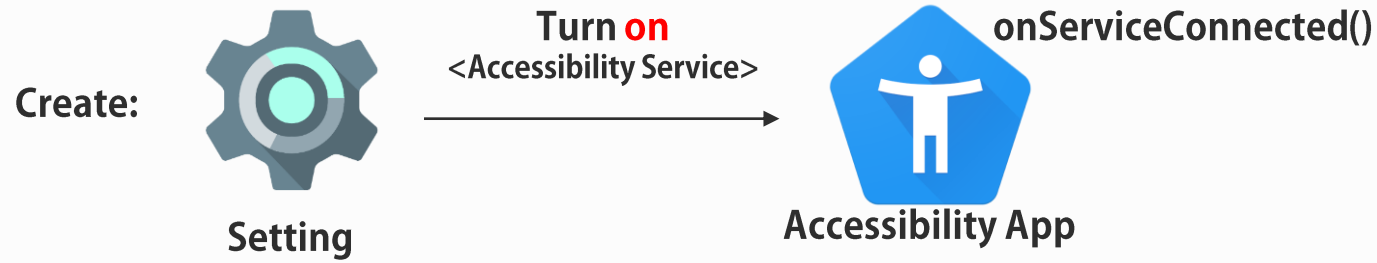 Create:
Setting
Turn on
<Accessibility Service>
onServiceConnected()
Accessibility App